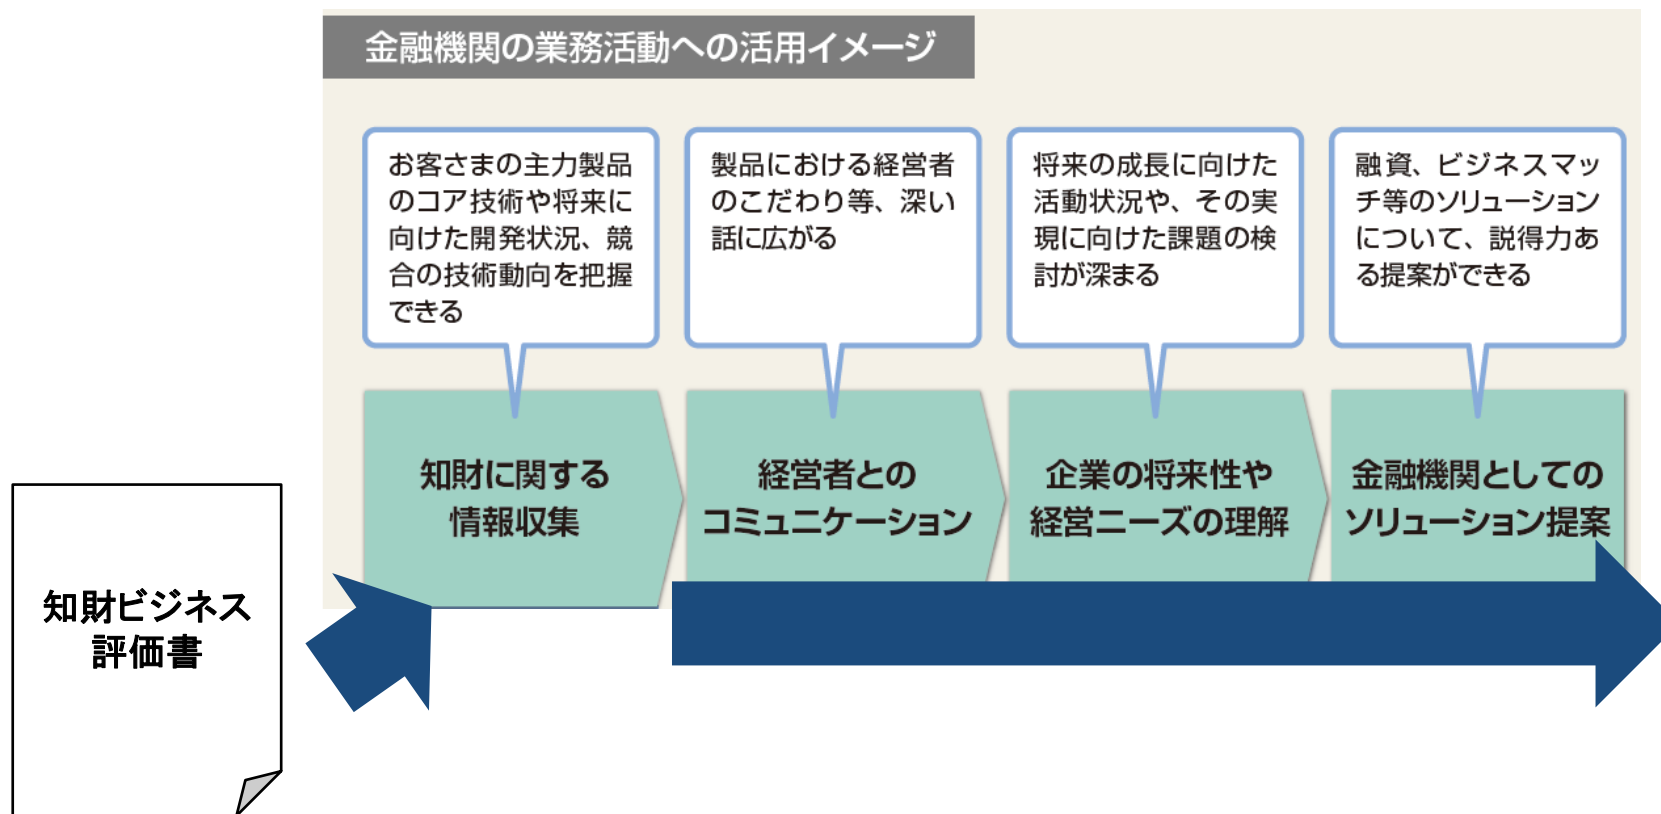 金融機関の業務活動への活用イメージ
お客さまの主力製品
のコア技術や将来に
向けた開発状況、競
合の技術動向を把握
できる
製品における経営者
のこだわり等、深い
話に広がる
将来の成長に向けた
活動状況や、その実
現に向けた課題の検
討が深まる
融資、ビジネスマッ
チ等のソリューション
について、説得力あ
る提案ができる
知財に関する
情報収集
経営者との
コミュニケーション
企業の将来性や
経営ニーズの理解
金融機関としての
ソリューション提案
知財ビジネス
評価書